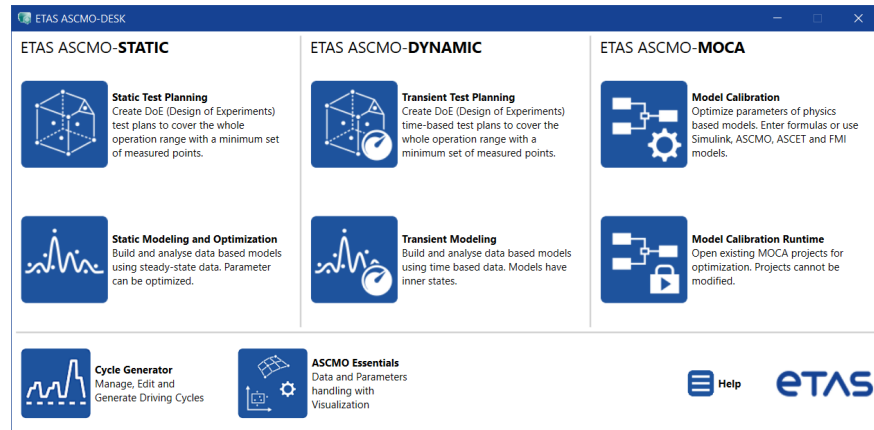 ETAS ASCMO-DESK
ETAS ASCMO-STATIC
Static Test Planning
Create DoE (Design of Experiments)
test plans to cover the whole
operation range with a minimum set
of measured points.
Static Modeling and Optimization
Build and analyse data based models
using steady-state data. Parameter
can be optimized.
ETAS ASCMO-DYNAMIC
Transient Test Planning
Create DoE (Design of Experiments)
time-based test plans to cover the
whole operation range with a
minimum set of measured points.
Transient Modeling
Build and analyse data based models
using time based data. Models have
inner states.
ETAS ASCMO-MOCA
Model Calibration
Optimize parameters of physics
based models. Enter formulas or use
Simulink, ASCMO, ASCET and FMI
models.
Model Calibration Runtime
Open existing MOCA projects for
optimization. Projects cannot be
modified.
Cycle Generator
Manage, Edit and
Generate Driving Cycles
ASCMO Essentials
Data and Parameters
handling with
Visualization
Help
etas